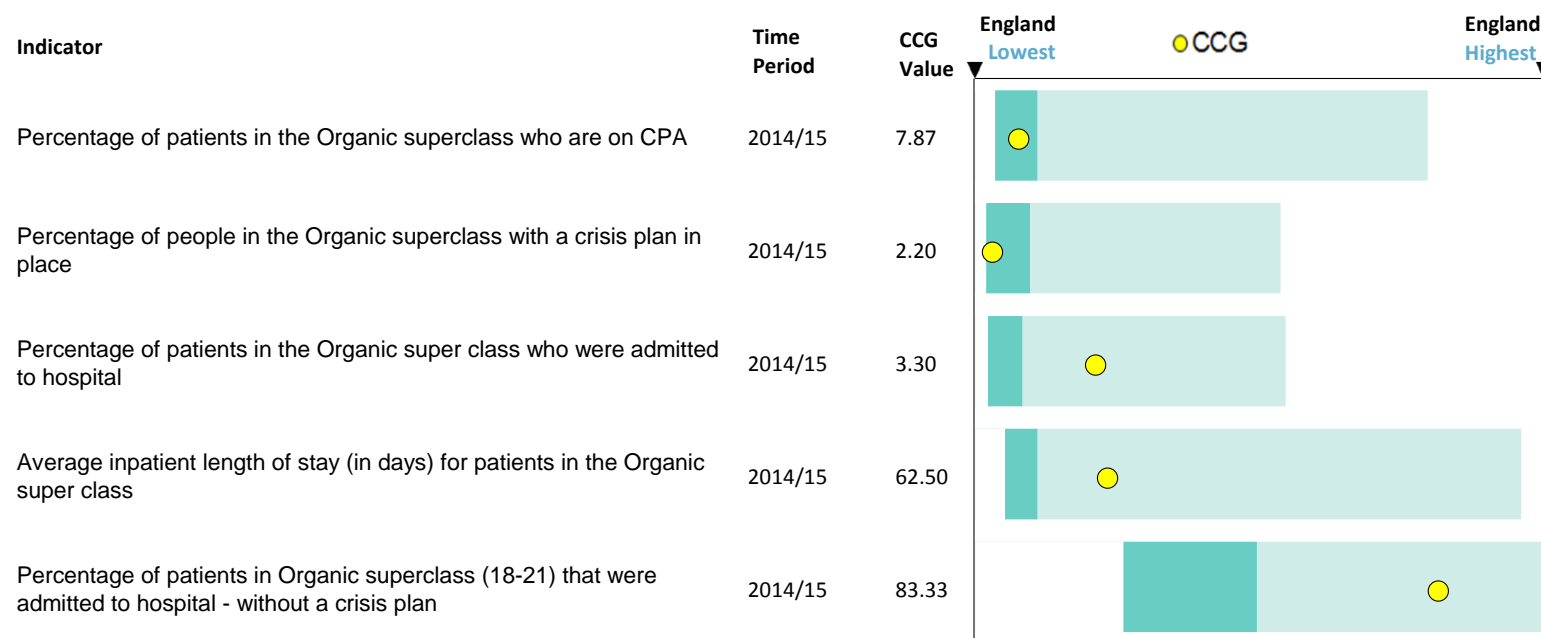 Indicator
Time
Period
CCG
Value
England
Lowest
CCG
England
Highest
Percentage of patients in the Organic superclass who are on CPA
2014/15
7.87
Percentage of people in the Organic superclass with a crisis plan in
place
2014/15
2.20
Percentage of patients in the Organic super class who were admitted
to hospital
2014/15
3.30
Average inpatient length of stay (in days) for patients in the Organic
super class
2014/15
62.50
Percentage of patients in Organic superclass (18-21) that were
admitted to hospital - without a crisis plan
2014/15
83.33